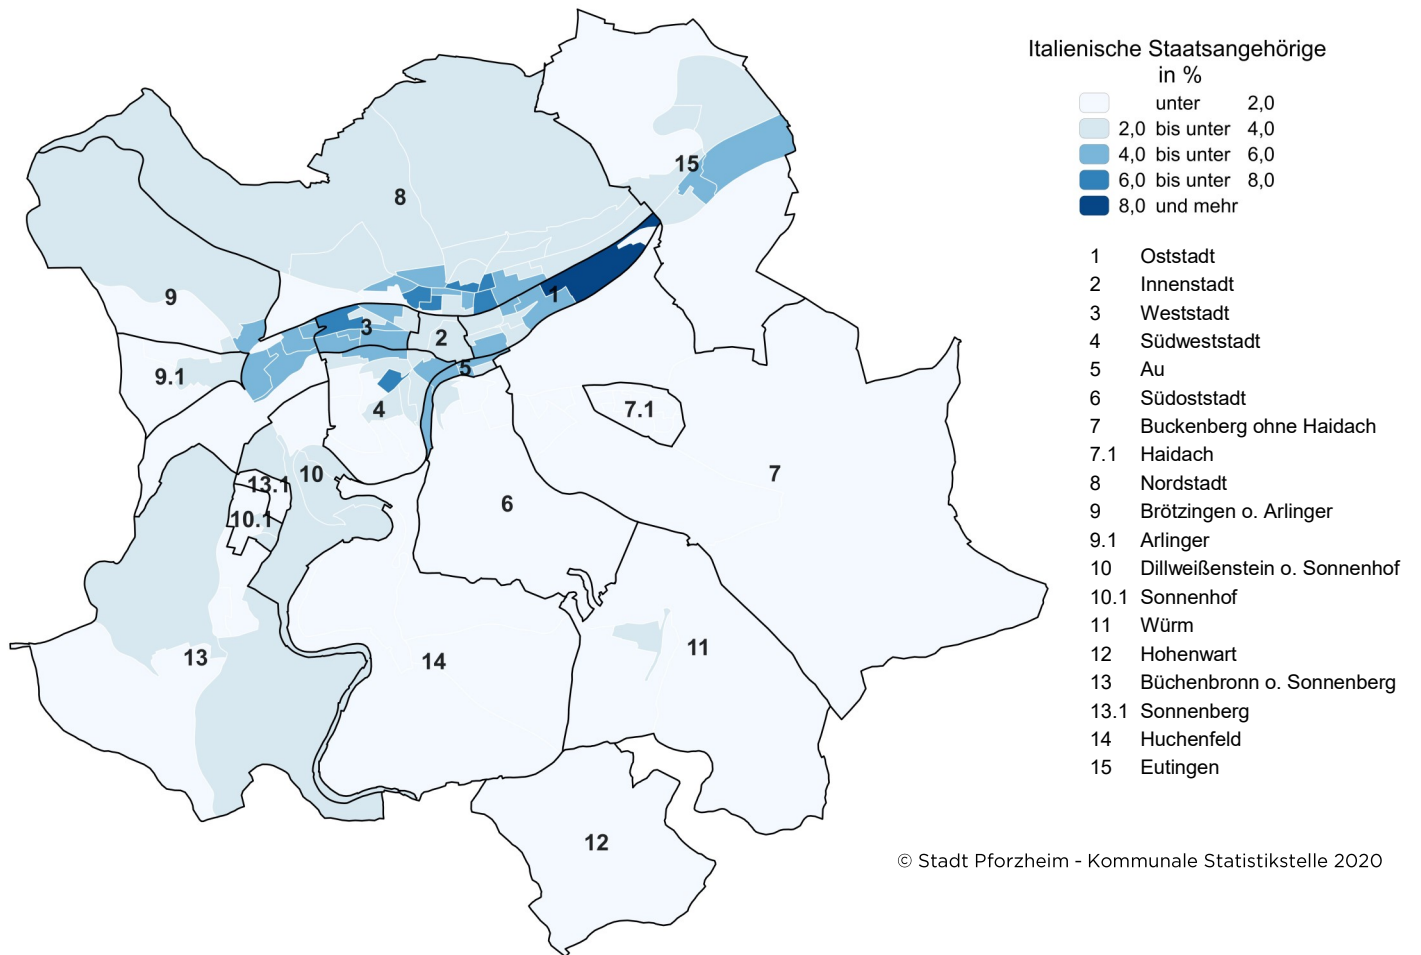 Italienische Staatsangehörige
in %
unter 2,0
2,0 bis unter 4,0
4,0 bis unter 6,0
6,0 bis unter 8,0
8,0 und mehr
1 Oststadt
2 Innenstadt
3 Weststadt
4 Südweststadt
5 Au
6 Südoststadt
7 Buckenberg ohne Haidach
7.1 Haidach
8 Nordstadt
9 Brötzingen o. Arlinger
9.1 Arlinger
10 Dillweißenstein o. Sonnenhof
10.1 Sonnenhof
11 Würm
12 Hohenwart
13 Büchenbronn o. Sonnenberg
13.1 Sonnenberg
14 Huchenfeld
15 Eutingen
15
8
9
1
3
2
5
9.1
4
7.1
10
7
13.1
6
10.1
11
13
14
12
© Stadt Pforzheim - Kommunale Statistikstelle 2020